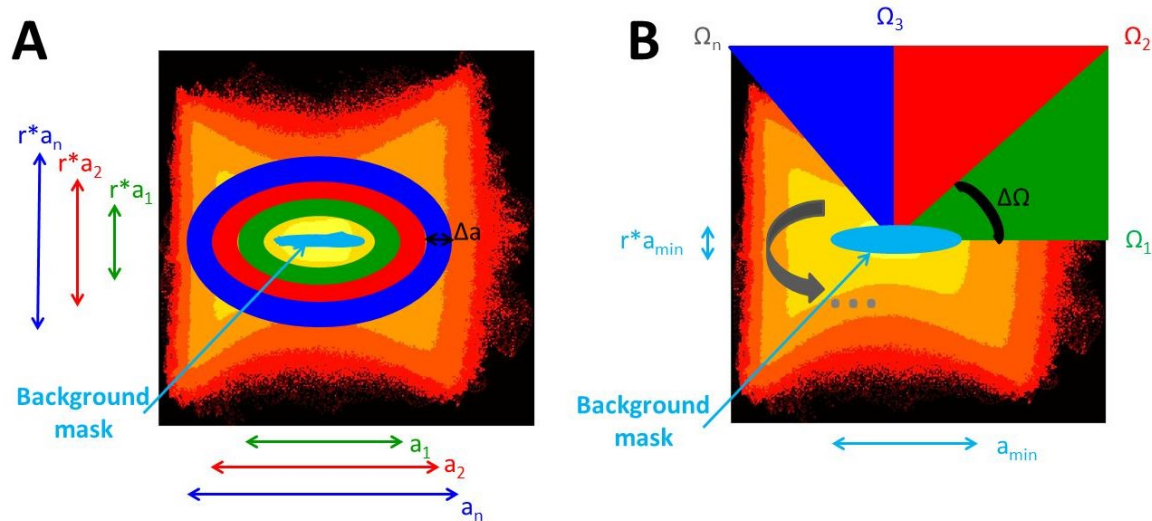 A
r*aₙ
r*a₂
r*a₁
Δa
Background
mask
a₁
a₂
aₙ
B
Ωₙ
Ω₃
Ω₂
ΔΩ
Ω₁
r*aₘᵢₙ
Background
mask
aₘᵢₙ